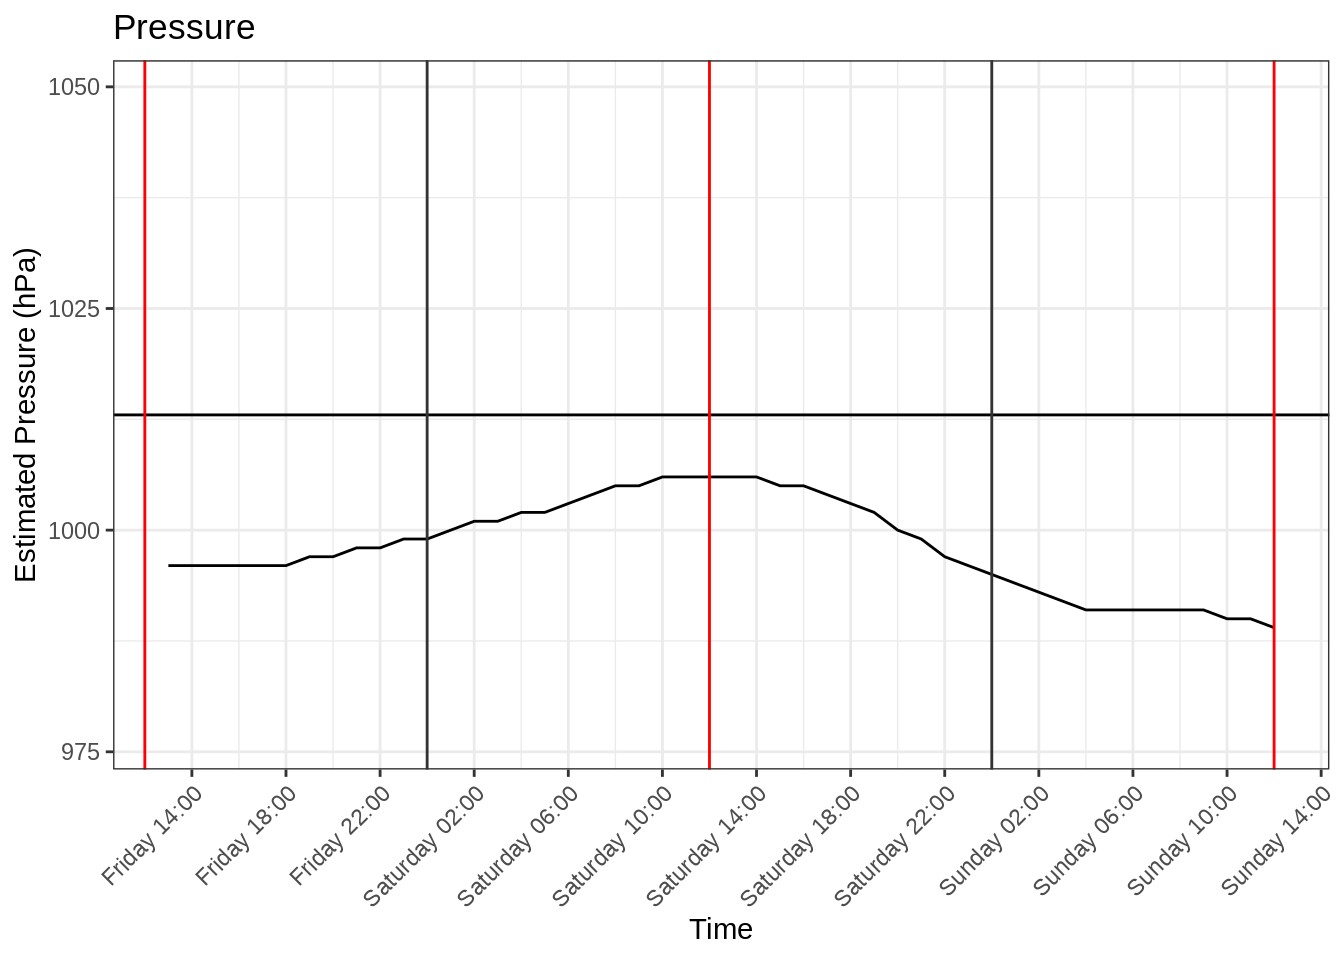 Pressure
Estimated Pressure (hPa)
1050
1025
1000
975
Friday 14:00
Friday 18:00
Friday 22:00
Saturday 02:00
Saturday 06:00
Saturday 10:00
Saturday 14:00
Saturday 18:00
Saturday 22:00
Sunday 02:00
Sunday 06:00
Sunday 10:00
Sunday 14:00
Time